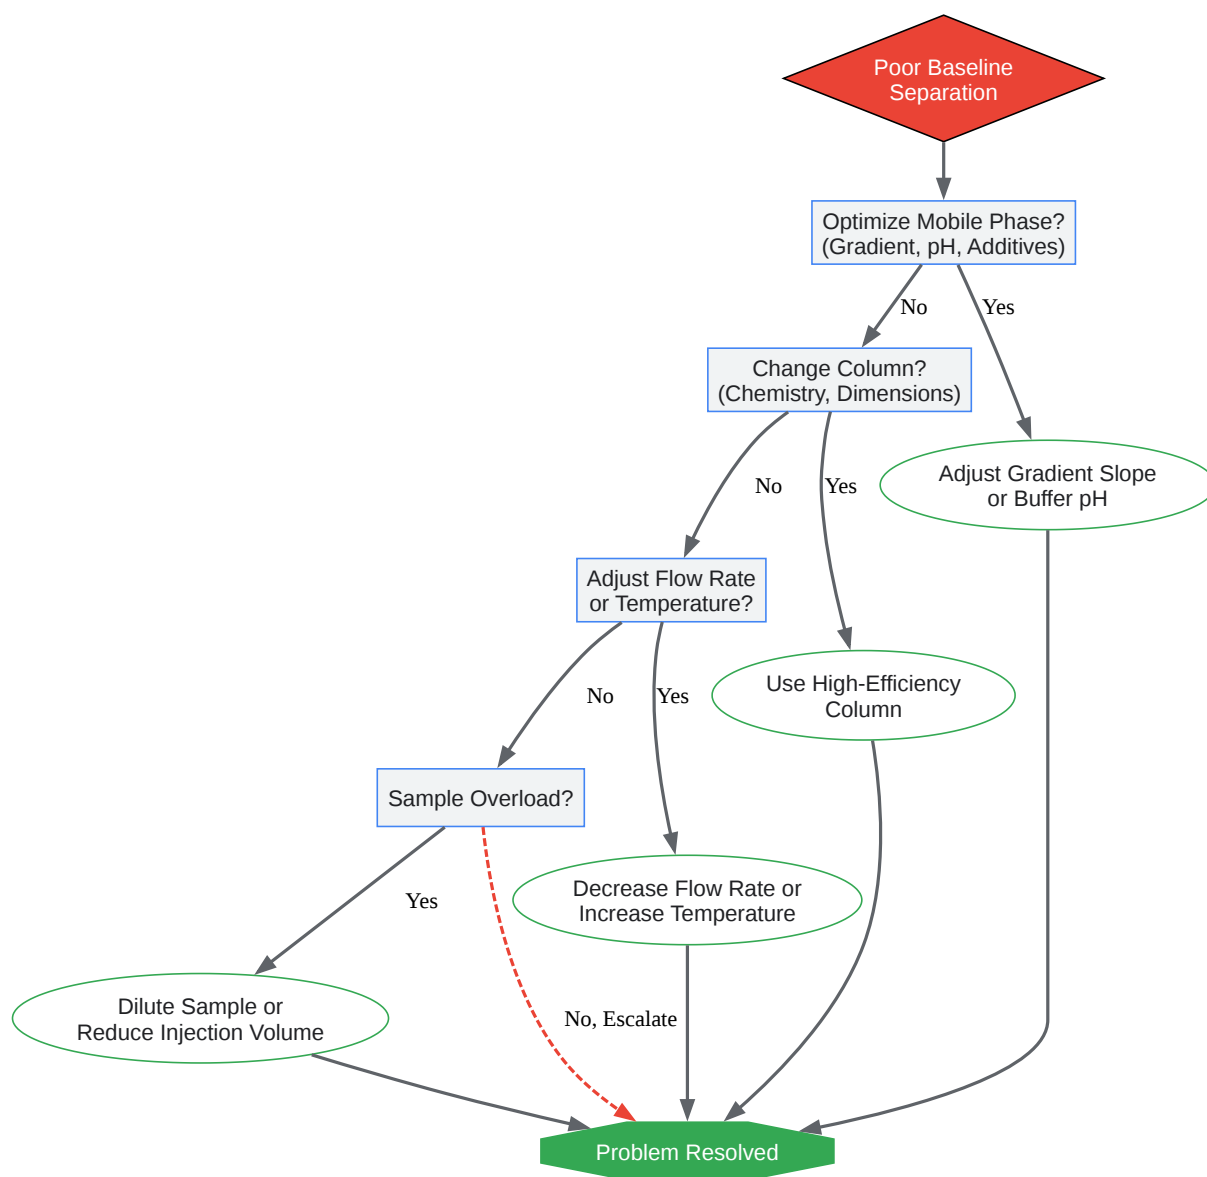 Poor Baseline
Separation
Optimize Mobile Phase?
(Gradient, pH, Additives)
No
Yes
Change Column?
(Chemistry, Dimensions)
No
Yes
Adjust Gradient Slope
or Buffer pH
Adjust Flow Rate
or Temperature?
No
Yes
Use High-Efficiency
Column
Sample Overload?
Yes
Decrease Flow Rate or
Increase Temperature
Dilute Sample or
Reduce Injection Volume
No, Escalate
Problem Resolved